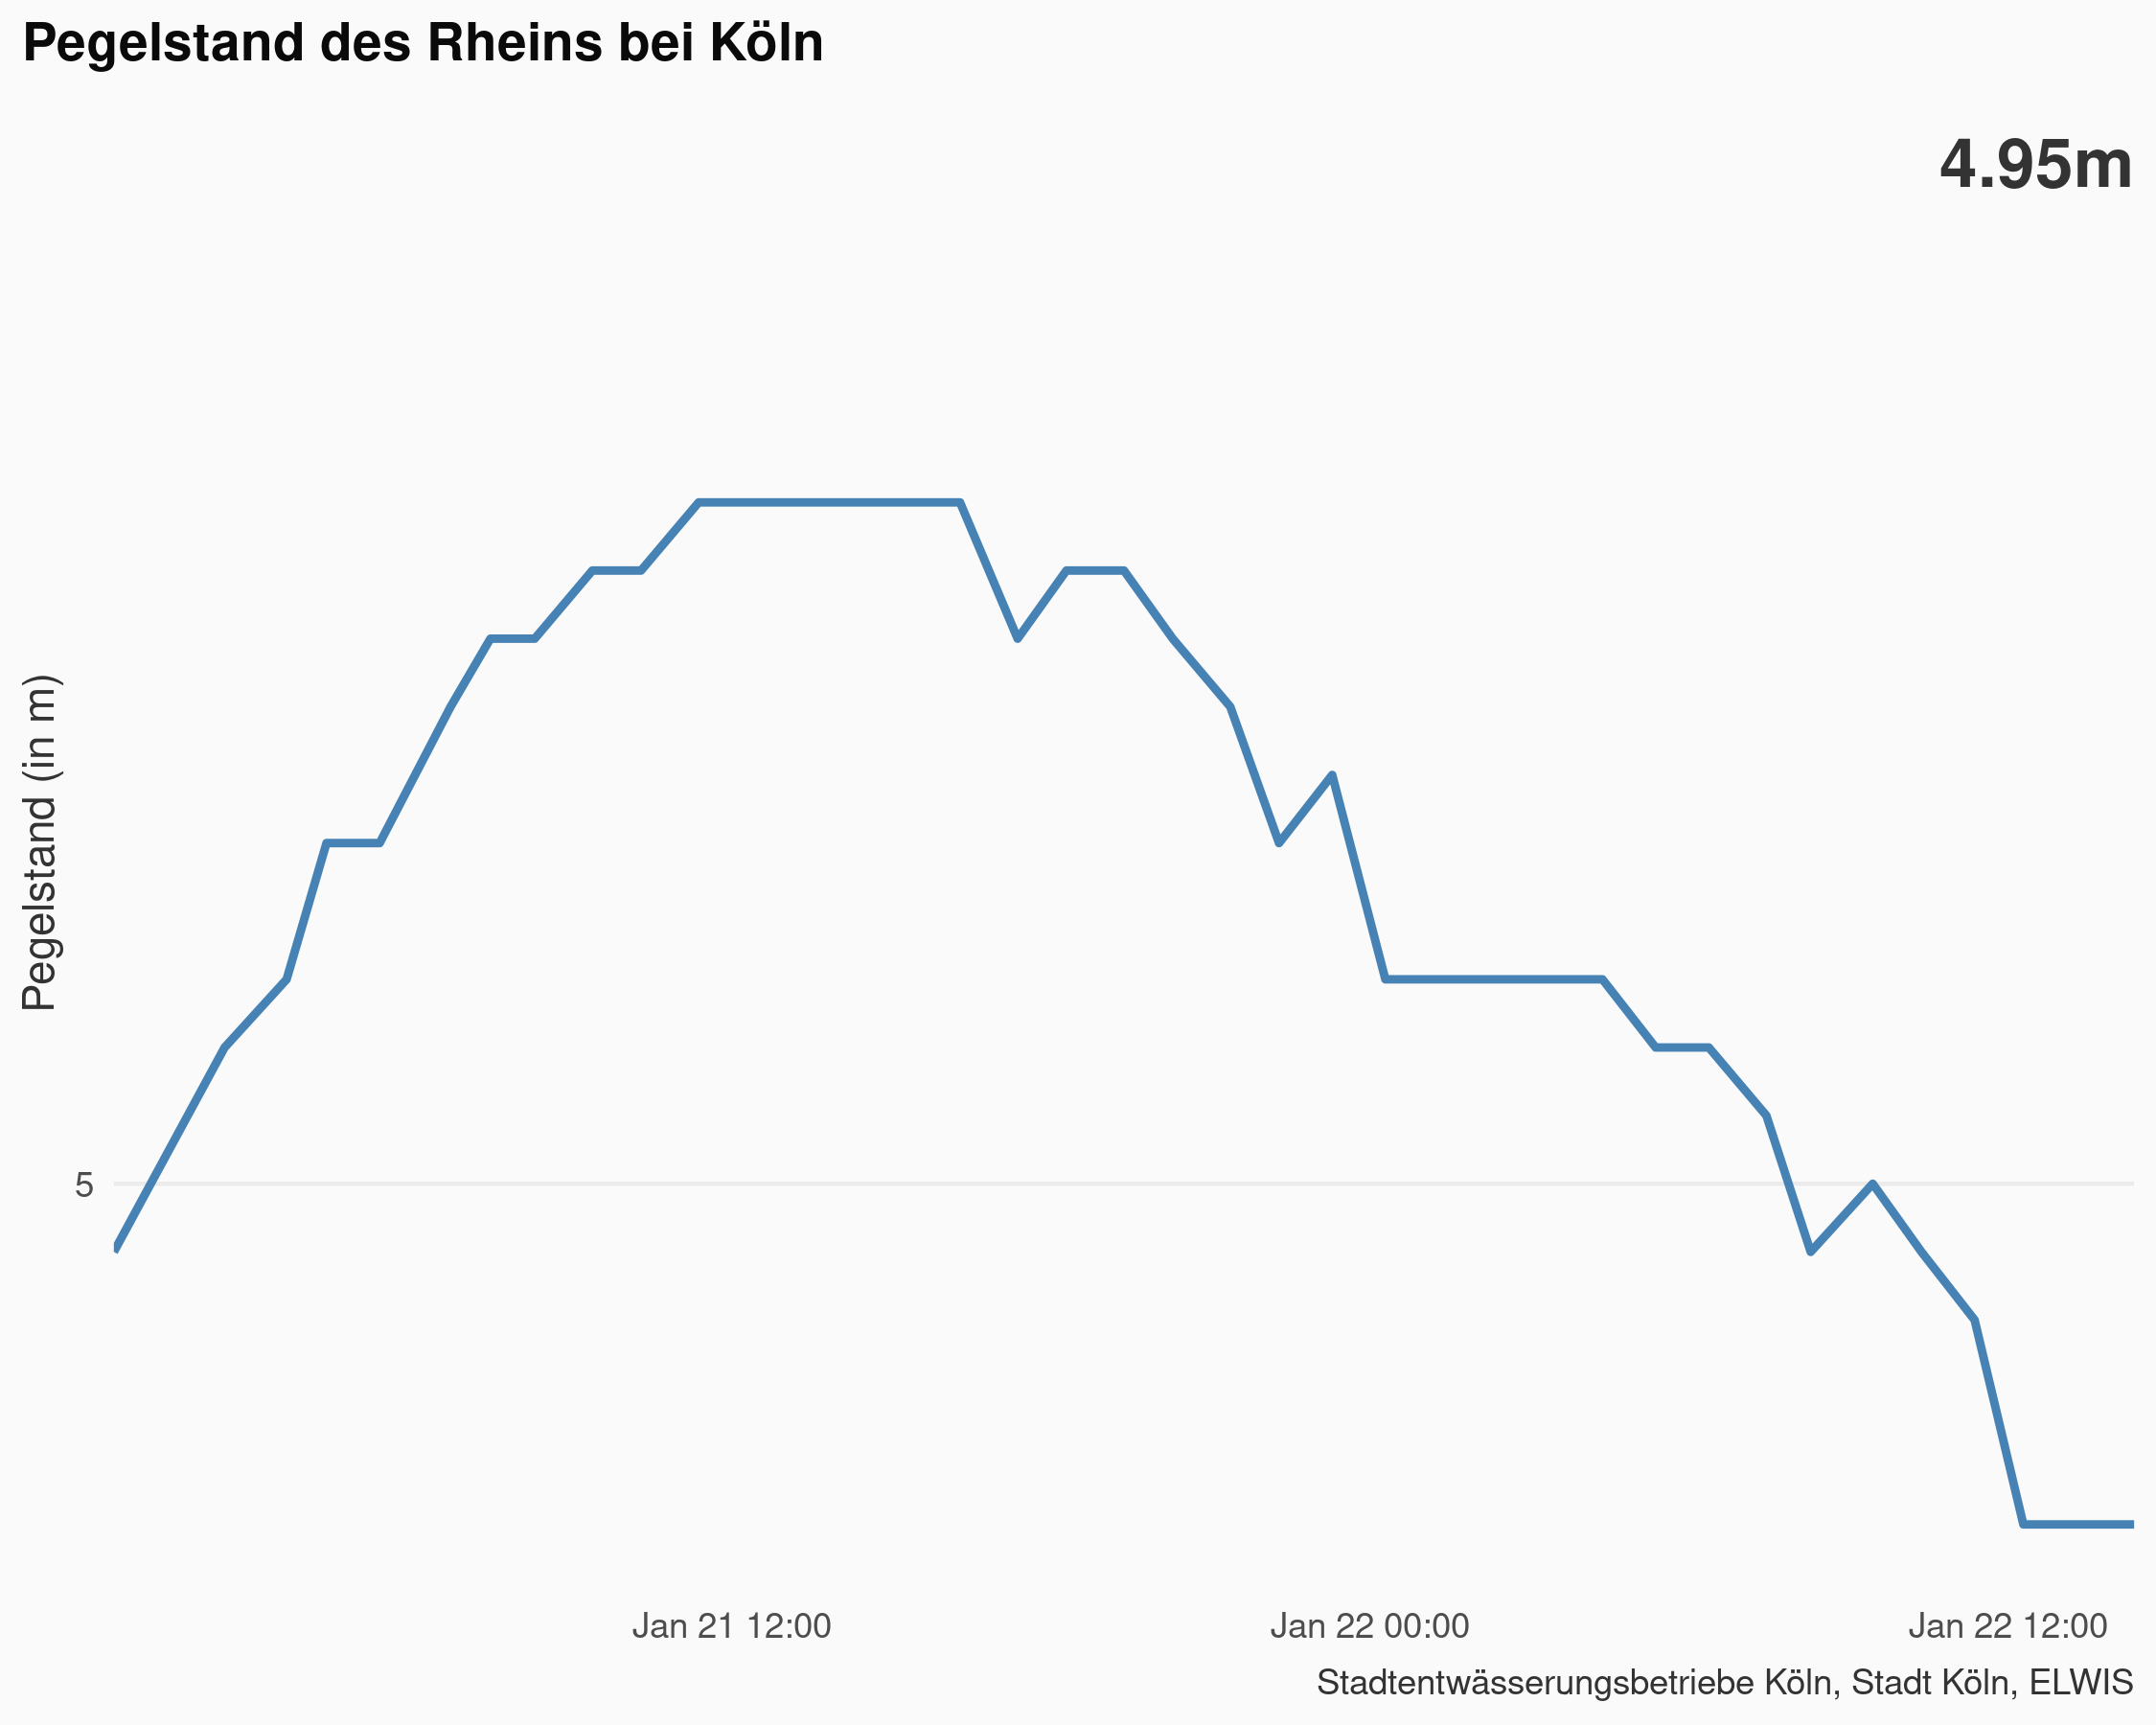 Pegelstand des Rheins bei Köln
4.95m
Pegelstand (in m)
5
Jan 21 12:00
Jan 22 00:00
Jan 22 12:00
Stadtentwässerungsbetriebe Köln, Stadt Köln, ELWIS